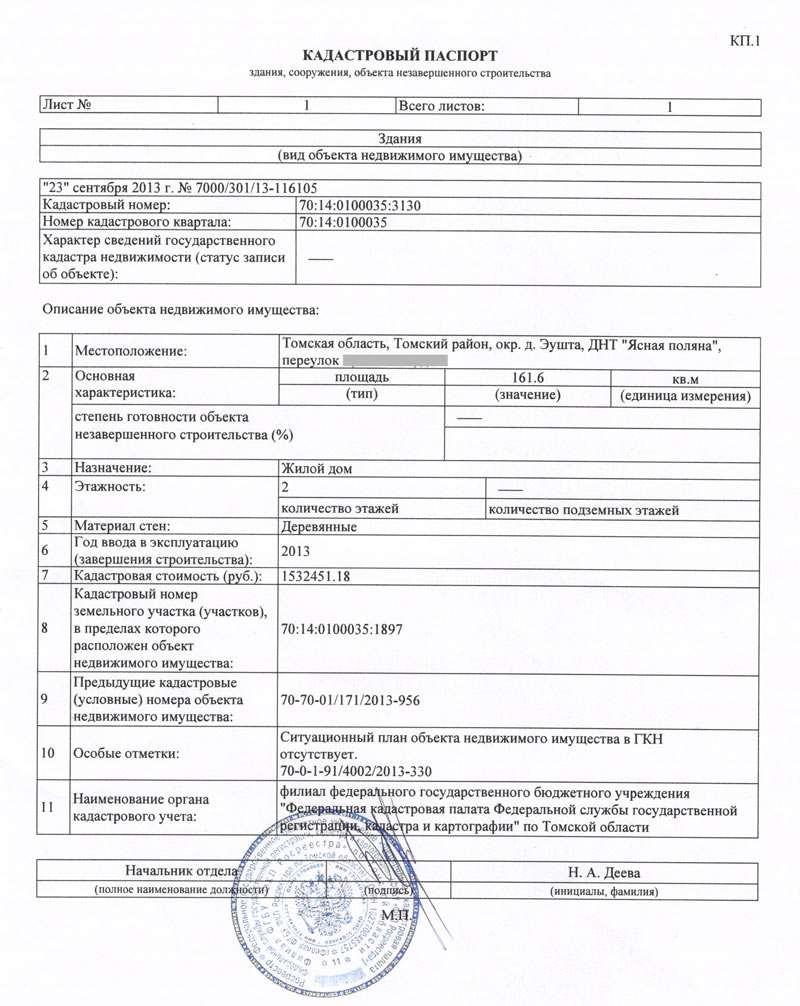 КП.1
КАДАСТРОВЫЙ ПАСПОРТ
здания, сооружения, объекта незавершенного строительства
Лист № 1 Всего листов: 1
Здания
(вид объекта недвижимого имущества)
"23" сентября 2013 г. № 7000/301/13-116105
Кадастровый номер: 70:14:0100035:3130
Номер кадастрового квартала: 70:14:0100035
Характер сведений государственного
кадастра недвижимости (статус записи
об объекте): —
Описание объекта недвижимого имущества:
1 Местоположение: Томская область, Томский район, окр. д. Эушта, ДНТ "Ясная поляна",
переулок
2 Основная
характеристика: площадь 161.6 кв.м
(тип) (значение) (единица измерения)
степень готовности объекта
незавершенного строительства (%) —
3 Назначение: Жилой дом
4 Этажность: 2 —
количество этажей количество подземных этажей
5 Материал стен: Деревянные
6 Год ввода в эксплуатацию
(завершения строительства): 2013
7 Кадастровая стоимость (руб.): 1532451.18
8 Кадастровый номер
земельного участка (участков),
в пределах которого
расположен объект
недвижимого имущества: 70:14:0100035:1897
9 Предыдущие кадастровые
(условные) номера объекта
недвижимого имущества: 70-70-01/171/2013-956
10 Особые отметки: Ситуационный план объекта недвижимого имущества в ГКН
отсутствует.
70-0-1-91/4002/2013-330
11 Наименование органа
кадастрового учета: филиал федерального государственного бюджетного учреждения
"Федеральная кадастровая палата Федеральной службы государственной
регистрации, кадастра и картографии" по Томской области
Начальник отдела Н. А. Деева
(полное наименование должности) (подпись) (инициалы, фамилия)
М.П.